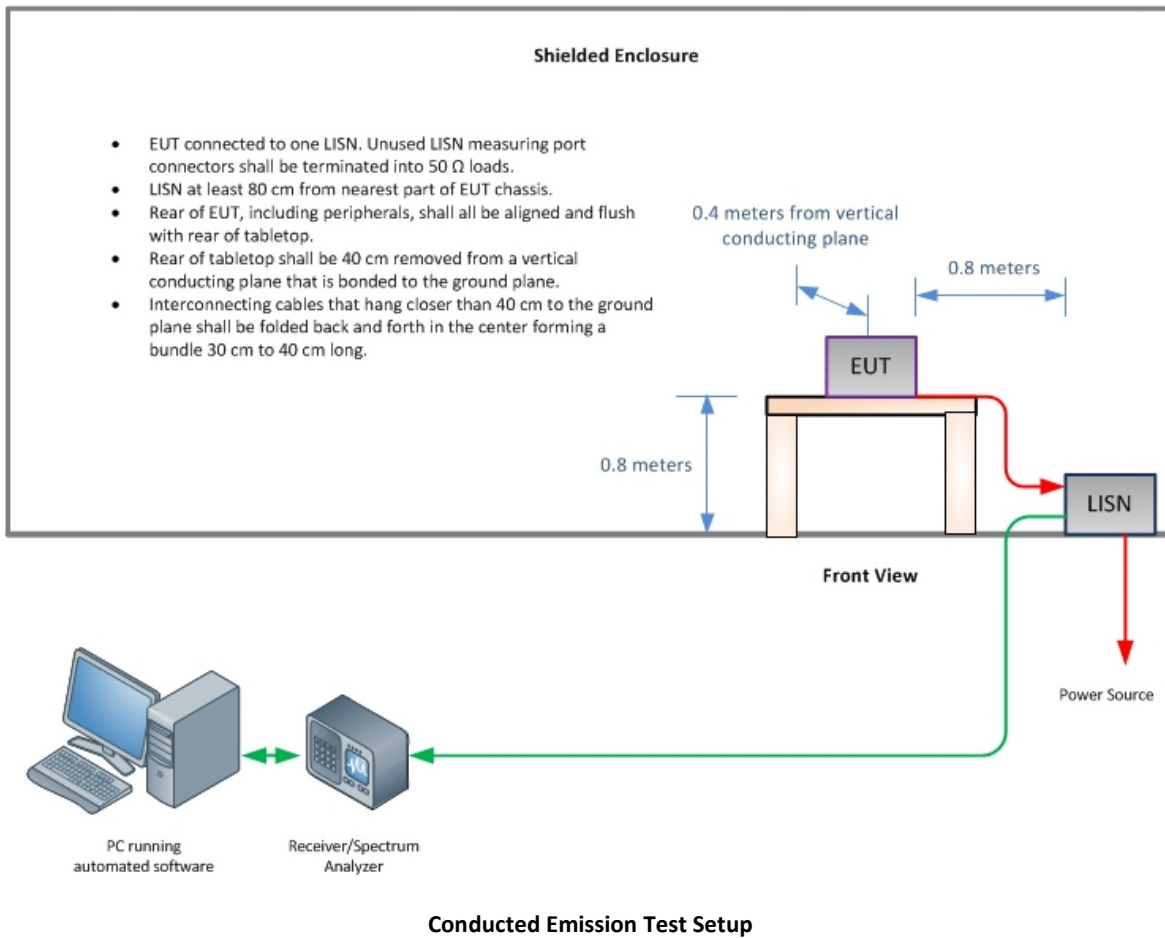 Shielded Enclosure
• EUT connected to one LISN. Unused LISN measuring port
connectors shall be terminated into 50 Ω loads.
• LISN at least 80 cm from nearest part of EUT chassis.
• Rear of EUT, including peripherals, shall all be aligned and flush
with rear of tabletop.
• Rear of tabletop shall be 40 cm removed from a vertical
conducting plane that is bonded to the ground plane.
• Interconnecting cables that hang closer than 40 cm to the ground
plane shall be folded back and forth in the center forming a
bundle 30 cm to 40 cm long.
0.4 meters from vertical
conducting plane
0.8 meters
EUT
0.8 meters
LISN
Front View
Power Source
PC running
automated software
Receiver/Spectrum
Analyzer
Conducted Emission Test Setup